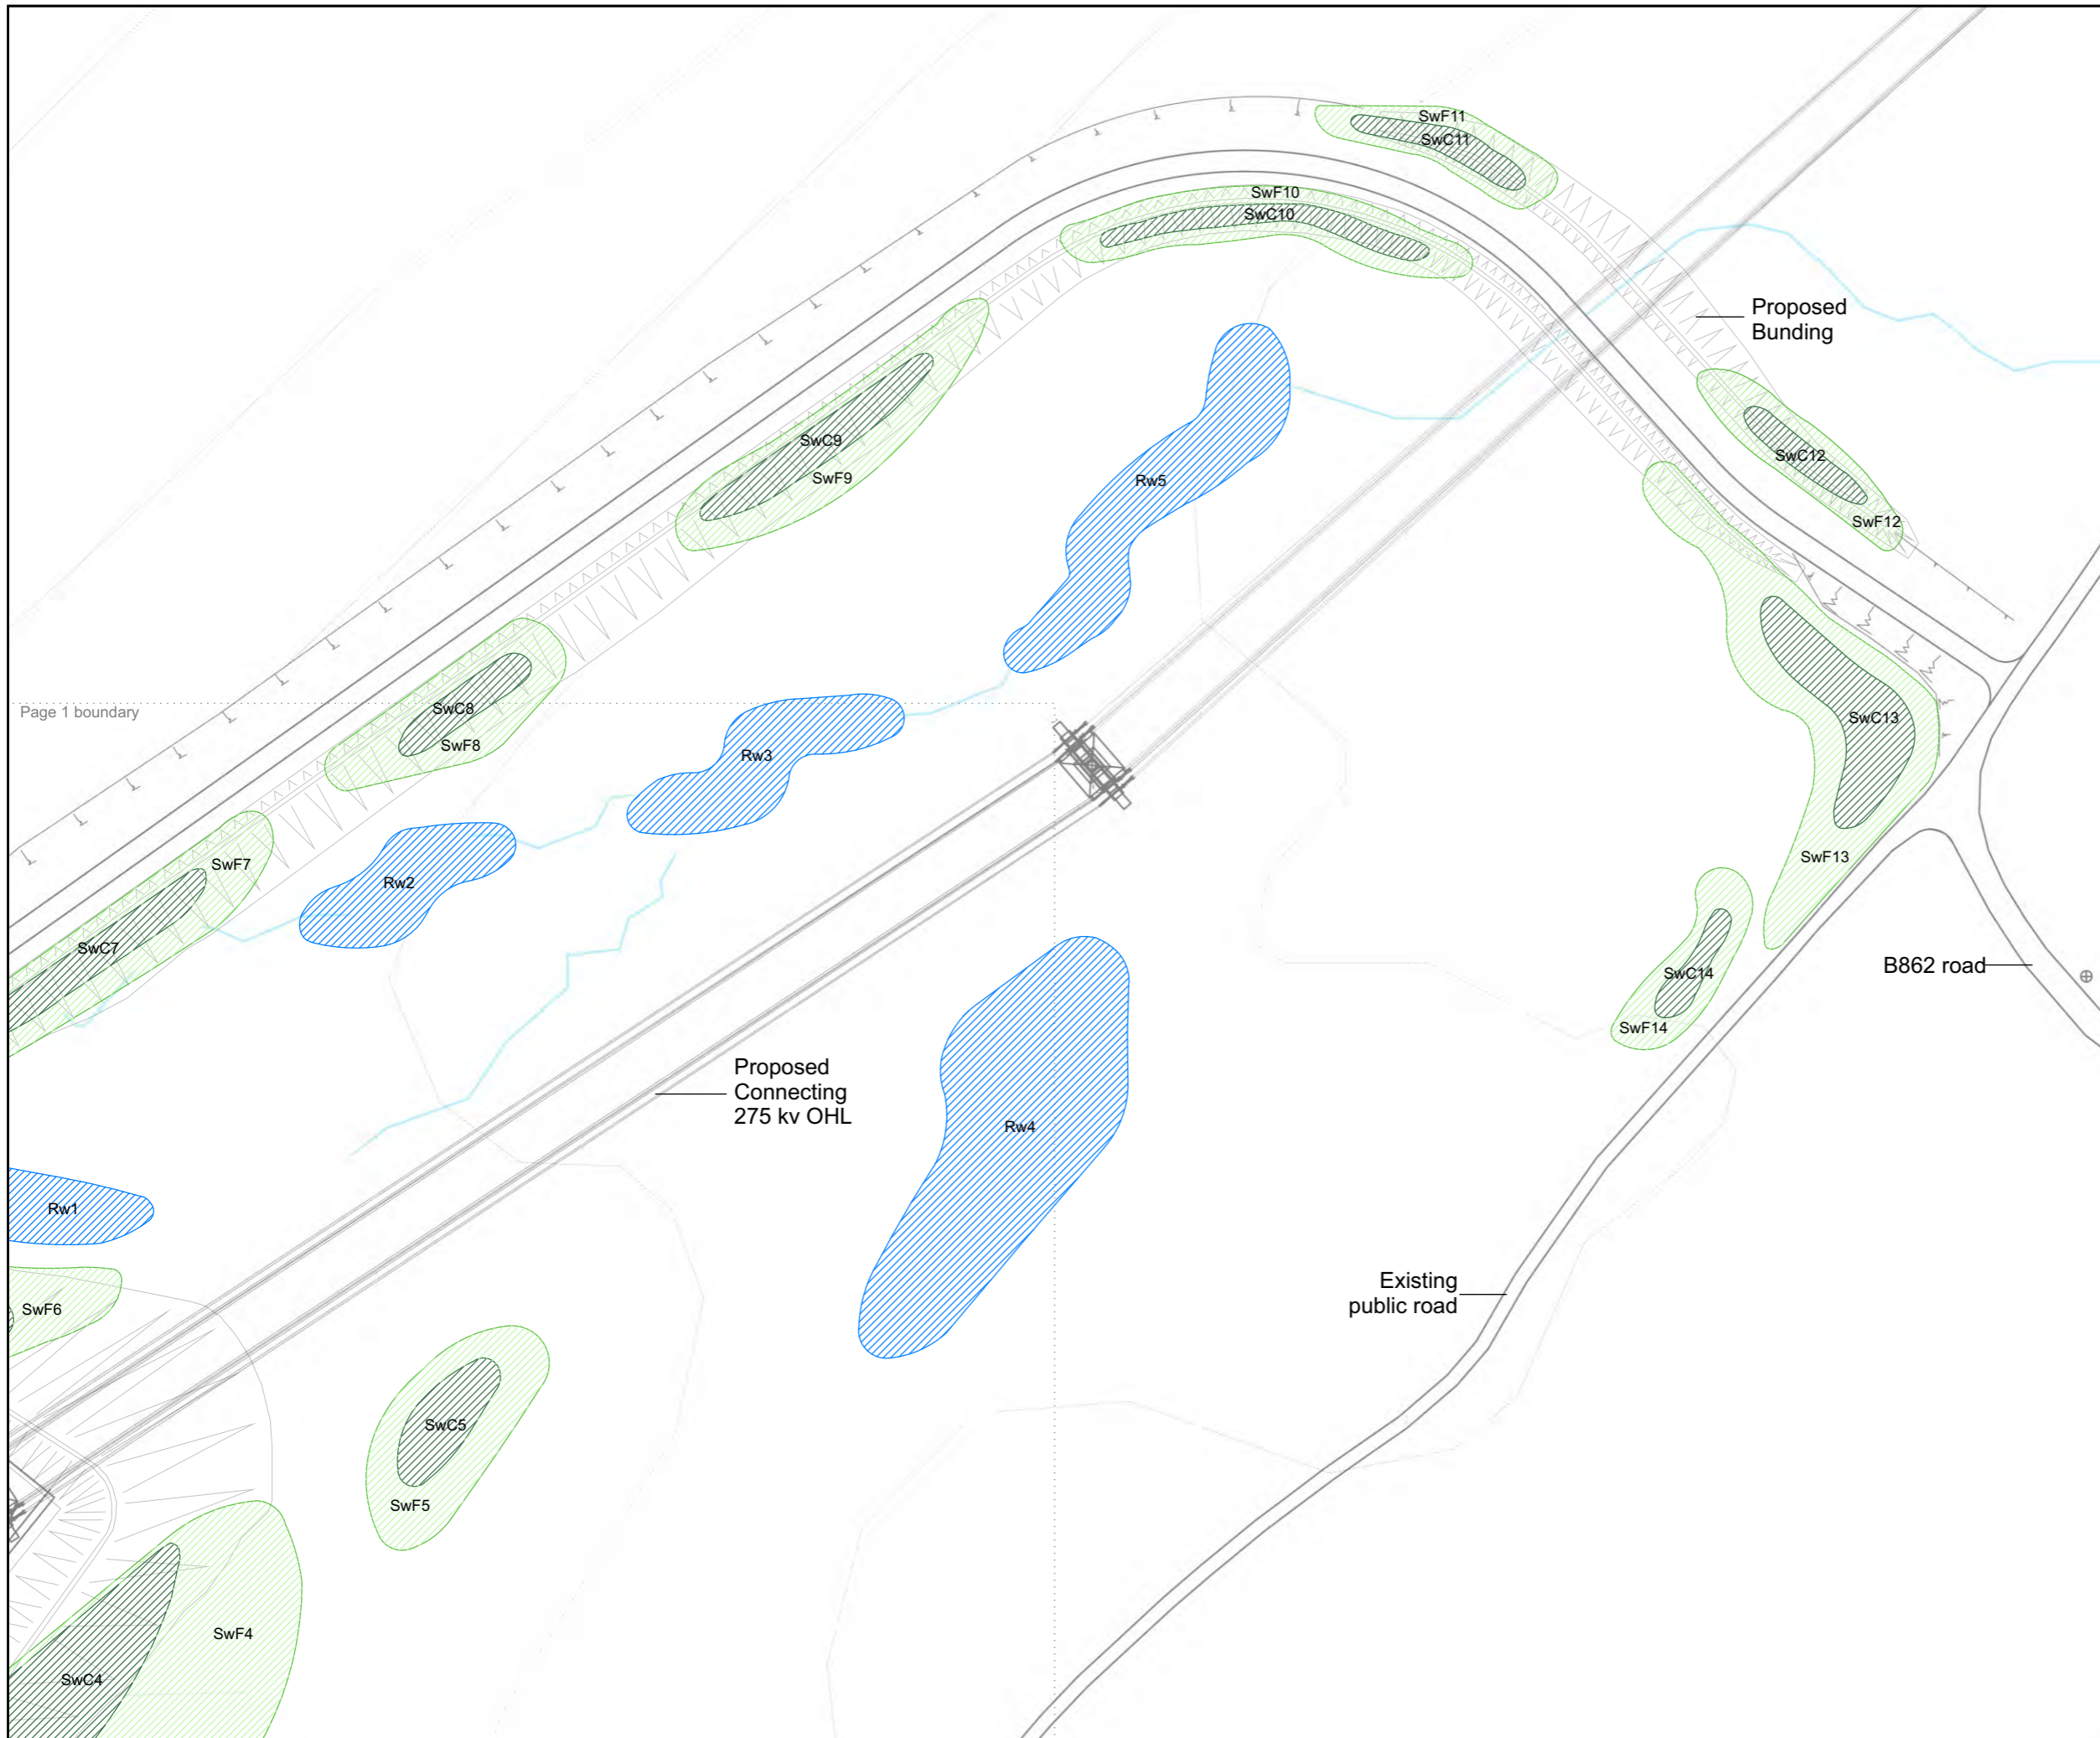 SwF11
SwC11
SwF10
SwC10
Proposed
Bunding
SwC9
SwF9
SwC12
Rw5
SwF12
Page 1 boundary
SwC8
SwF8
SwC13
Rw3
SwF7
SwF13
Rw2
SwC7
B862 road
SwC14
SwF14
Proposed
Connecting
275 kv OHL
Rw4
Rw1
Existing
public road
SwF6
SwC5
SwF5
SwF4
SwC4